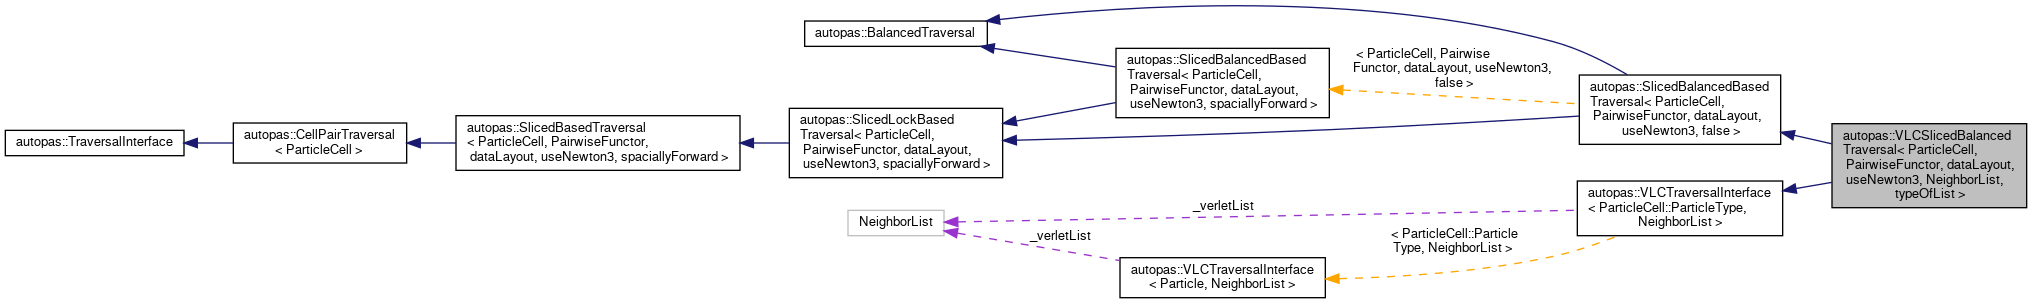 autopas::TraversalInterface
autopas::CellPairTraversal
< ParticleCell >
autopas::SlicedBasedTraversal
< ParticleCell, PairwiseFunctor,
dataLayout, useNewton3, spaciallyForward >
autopas::SlicedLockBased
Traversal< ParticleCell,
PairwiseFunctor, dataLayout,
useNewton3, spaciallyForward >
autopas::BalancedTraversal
autopas::SlicedBalancedBased
Traversal< ParticleCell,
PairwiseFunctor, dataLayout,
useNewton3, spaciallyForward >
< ParticleCell, Pairwise
Functor, dataLayout, useNewton3,
false >
autopas::SlicedBalancedBased
Traversal< ParticleCell,
PairwiseFunctor, dataLayout,
useNewton3, false >
autopas::VLCSlicedBalanced
Traversal< ParticleCell,
PairwiseFunctor, dataLayout,
useNewton3, NeighborList,
typeOfList >
autopas::VLCTraversalInterface
< ParticleCell::ParticleType,
NeighborList >
_verletList
NeighborList
_verletList
< ParticleCell::Particle
Type, NeighborList >
autopas::VLCTraversalInterface
< Particle, NeighborList >